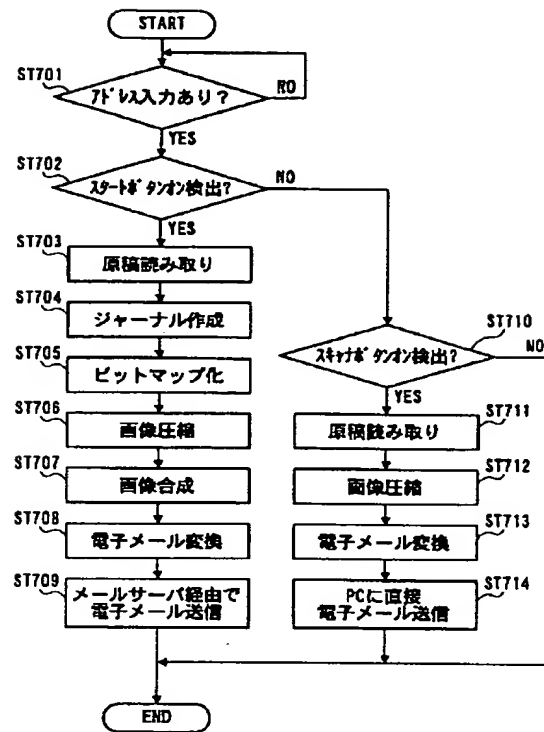 START
ST701
アドレス入力あり?
RO
YES
ST702
スタートボタンオン検出?
NO
YES
ST703
原稿読み取り
ST704
ジャーナル作成
ST705
ビットマップ化
ST706
画像圧縮
ST707
画像合成
ST708
電子メール変換
ST709
メールサーバ経由で
電子メール送信
ST710
スキャナボタンオン検出?
NO
YES
ST711
原稿読み取り
ST712
画像圧縮
ST713
電子メール変換
ST714
PCに直接
電子メール送信
END